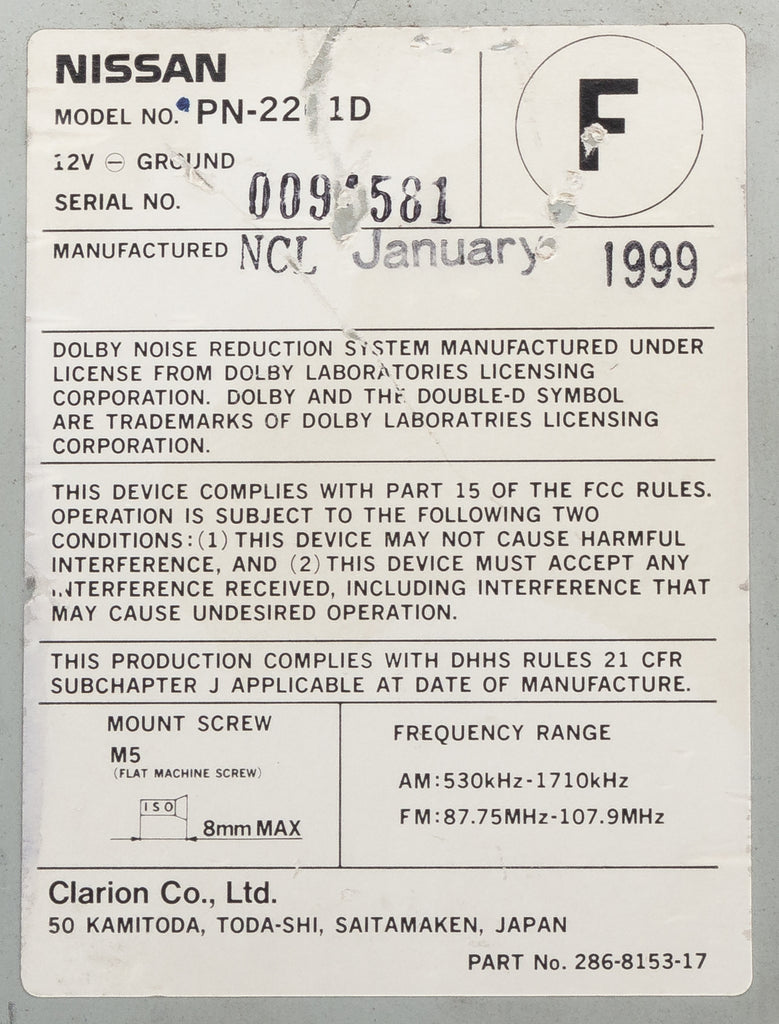 NISSAN
MODEL NO.
12V ⊖ GROUND
SERIAL NO.
F
MANUFACTURED NCL January 1999
DOLBY NOISE REDUCTION SYSTEM MANUFACTURED UNDER
LICENSE FROM DOLBY LABORATORIES LICENSING
CORPORATION. DOLBY AND THE DOUBLE-D SYMBOL
ARE TRADEMARKS OF DOLBY LABORATRIES LICENSING
CORPORATION.
THIS DEVICE COMPLIES WITH PART 15 OF THE FCC RULES.
OPERATION IS SUBJECT TO THE FOLLOWING TWO
CONDITIONS:(1) THIS DEVICE MAY NOT CAUSE HARMFUL
INTERFERENCE, AND (2) THIS DEVICE MUST ACCEPT ANY
INTERFERENCE RECEIVED, INCLUDING INTERFERENCE THAT
MAY CAUSE UNDESIRED OPERATION.
THIS PRODUCTION COMPLIES WITH DHHS RULES 21 CFR
SUBCHAPTER J APPLICABLE AT DATE OF MANUFACTURE.
MOUNT SCREW
M5
(FLAT MACHINE SCREW)
ISO
8mm MAX
FREQUENCY RANGE
AM:530kHz-1710kHz
FM:87.75MHz-107.9MHz
Clarion Co., Ltd.
50 KAMITODA, TODA-SHI, SAITAMAKEN, JAPAN
PART No. 286-8153-17